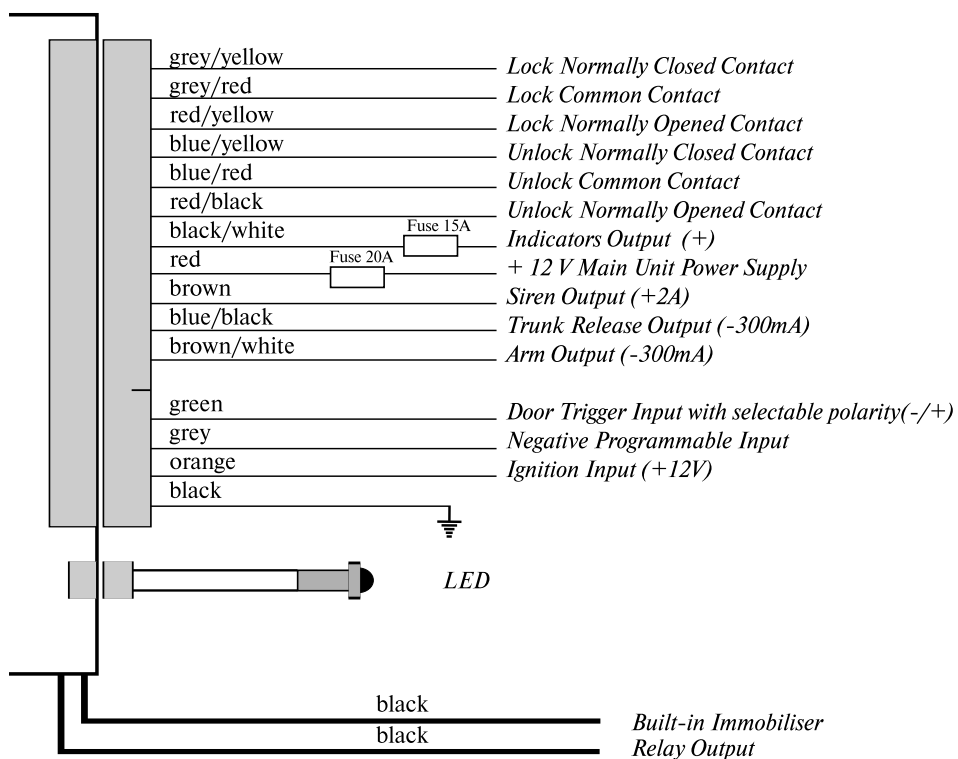 grey/yellow Lock Normally Closed Contact
grey/red Lock Common Contact
red/yellow Lock Normally Opened Contact
blue/yellow Unlock Normally Closed Contact
blue/red Unlock Common Contact
red/black Unlock Normally Opened Contact
black/white Fuse 15A Indicators Output (+)
red Fuse 20A + 12 V Main Unit Power Supply
brown Siren Output (+2A)
blue/black Trunk Release Output (-300mA)
brown/white Arm Output (-300mA)
green Door Trigger Input with selectable polarity(-/+)
grey Negative Programmable Input
orange Ignition Input (+12V)
black
LED
black Built-in Immobiliser
black Relay Output